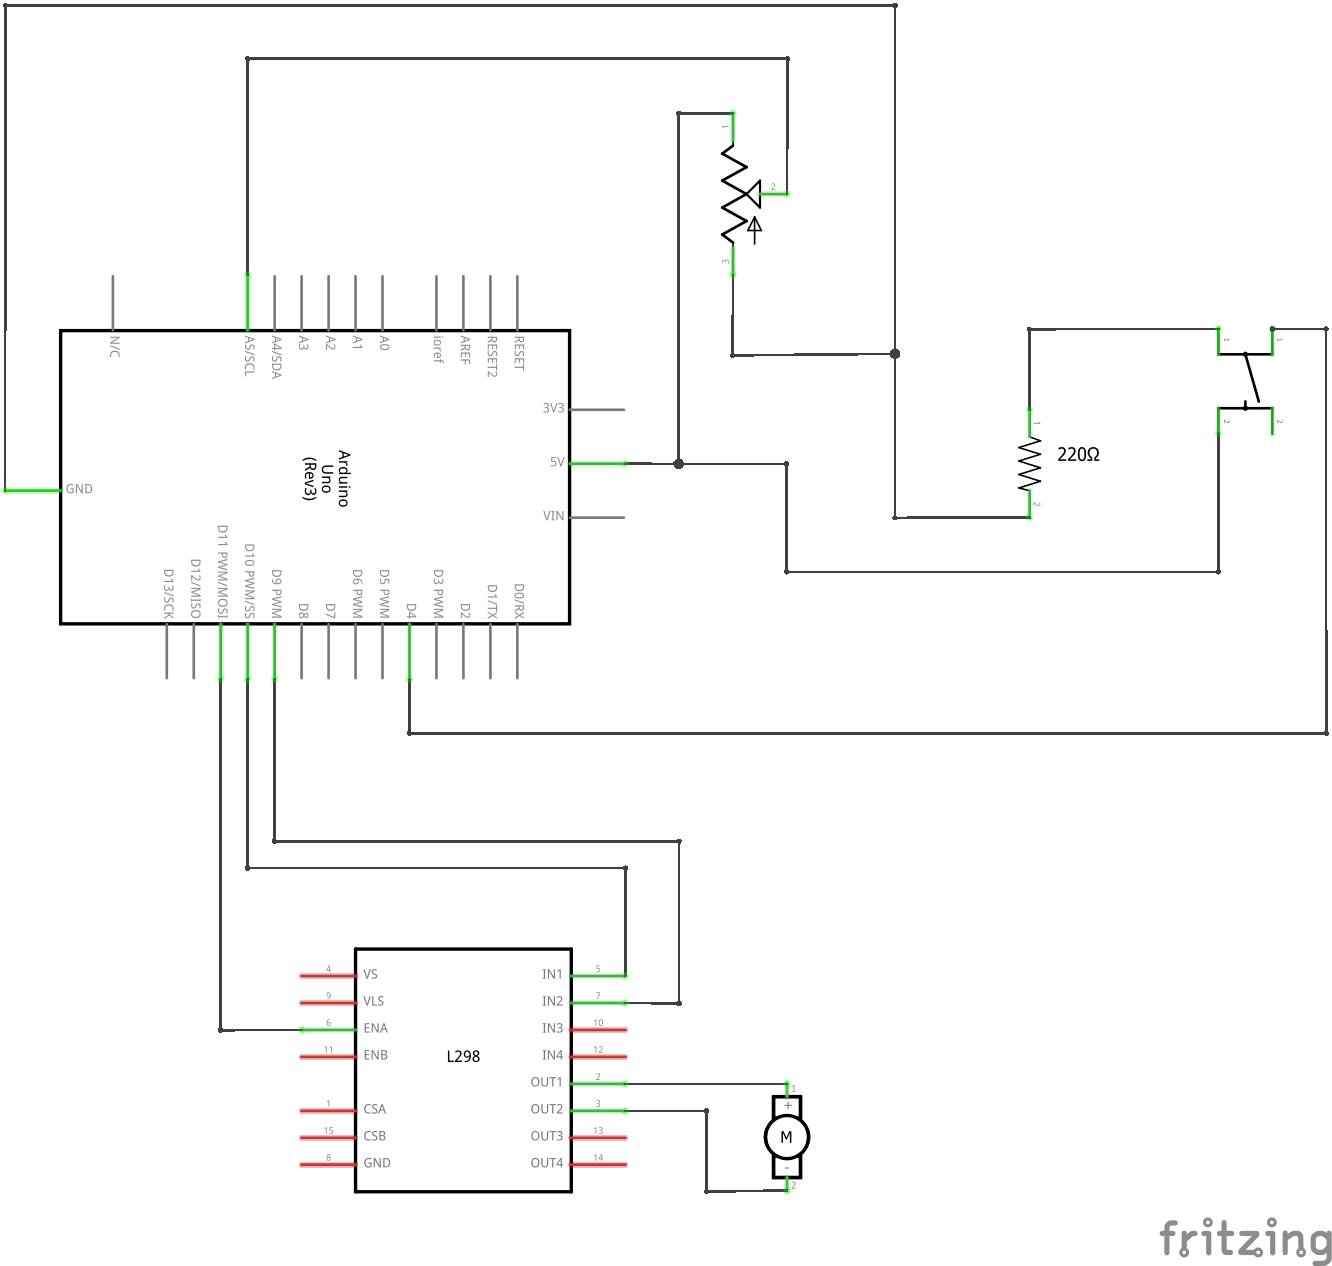 1
2
3
N/C
A5/SCL
A4/SDA
A3
A2
A1
A0
ioref
AREF
RESET2
RESET
1
1
3V3
1
2
2
220Ω
5V
Arduino
Uno
(Rev3)
GND
2
VIN
D13/SCK
D12/MISO
D11 PWM/MOSI
D10 PWM/SS
D9 PWM
D8
D7
D6 PWM
D5 PWM
D4
D3 PWM
D2
D1/TX
D0/RX
4 VS IN1 5
9 VLS IN2 7
6 ENA IN3 10
11 ENB L298 IN4 12
OUT1 2
1
+
1 CSA OUT2 3
15 CSB OUT3 13
M
8 GND OUT4 14
-
2
fritzing